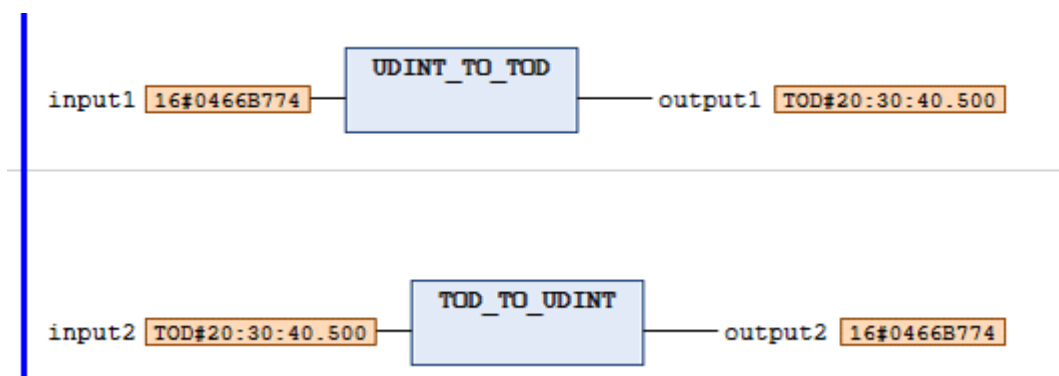 UDINT_TO_TOD
input1 16#0466B774 output1 TOD#20:30:40.500
TOD_TO_UDINT
input2 TOD#20:30:40.500 output2 16#0466B774